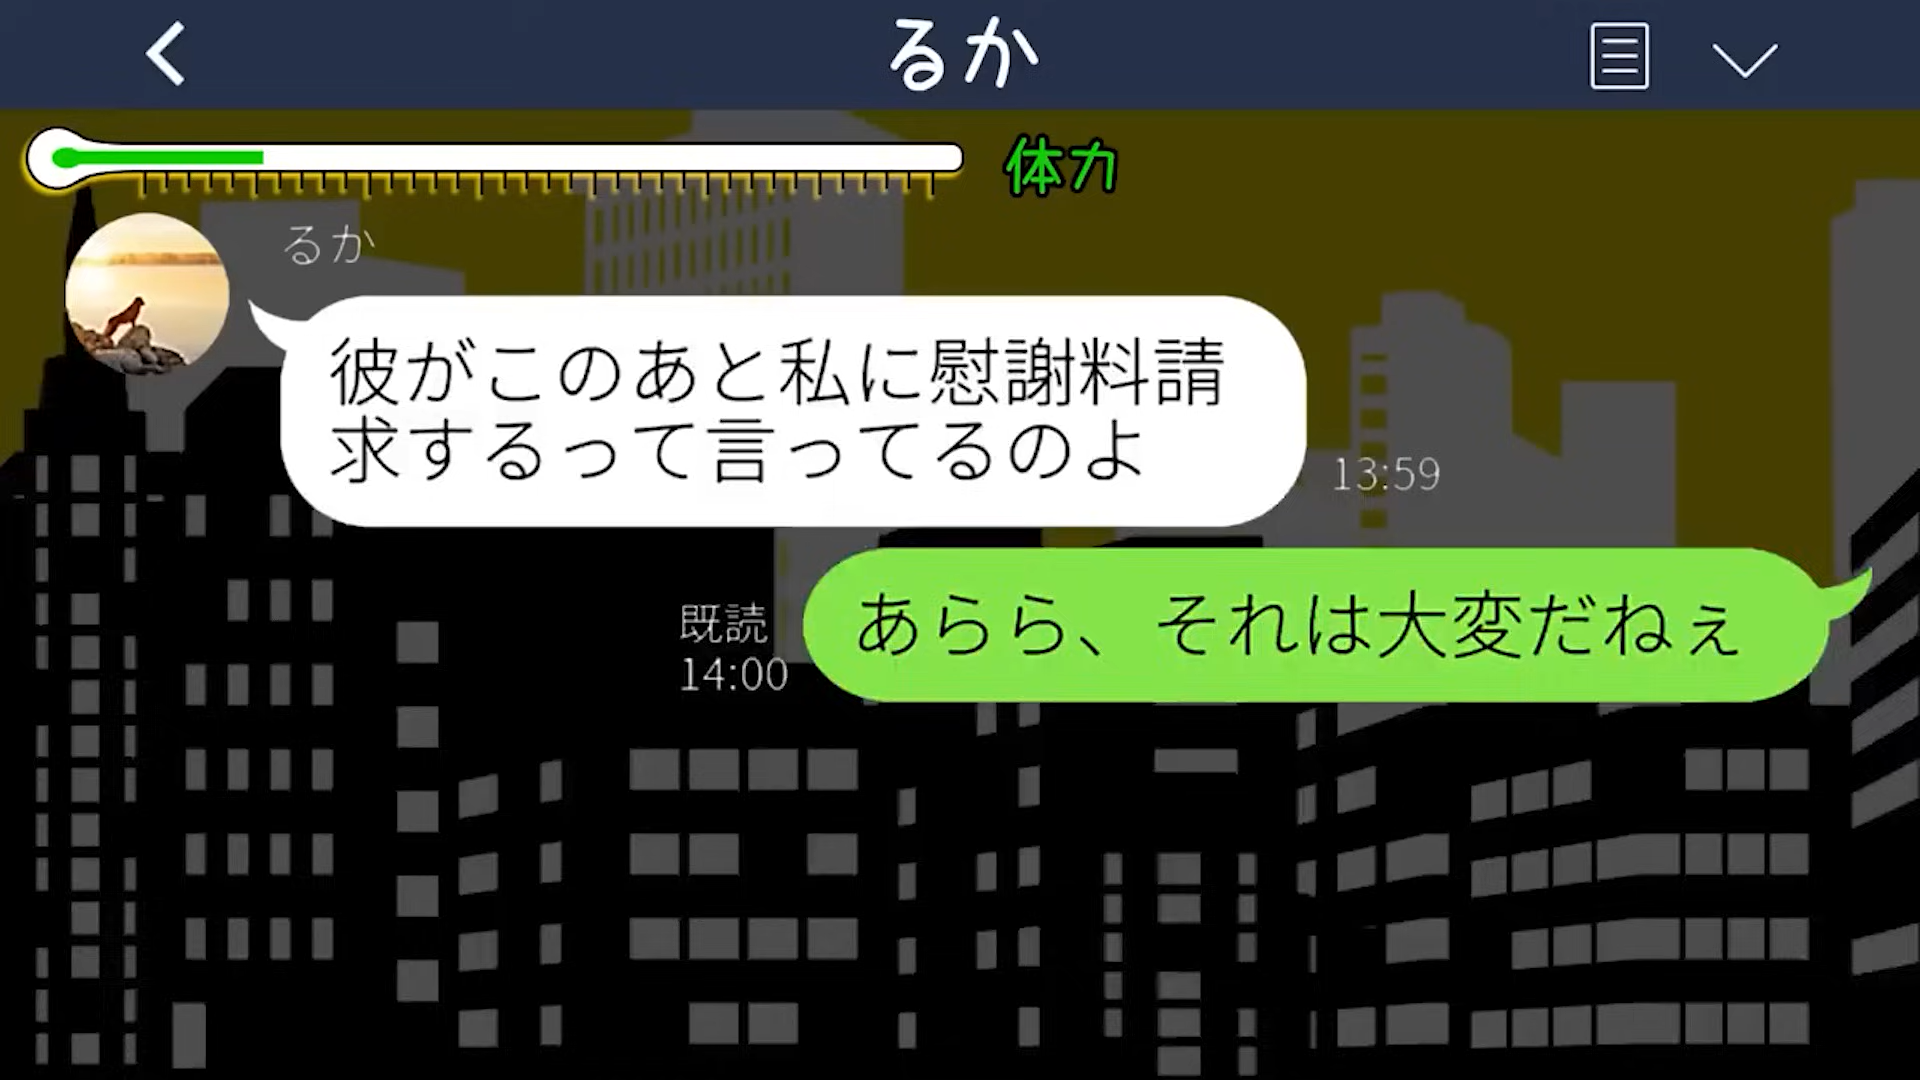 るか
体力
るか
彼がこのあと私に慰謝料請
求するって言ってるのよ
13:59
あらら、それは大変だねぇ
既読
14:00